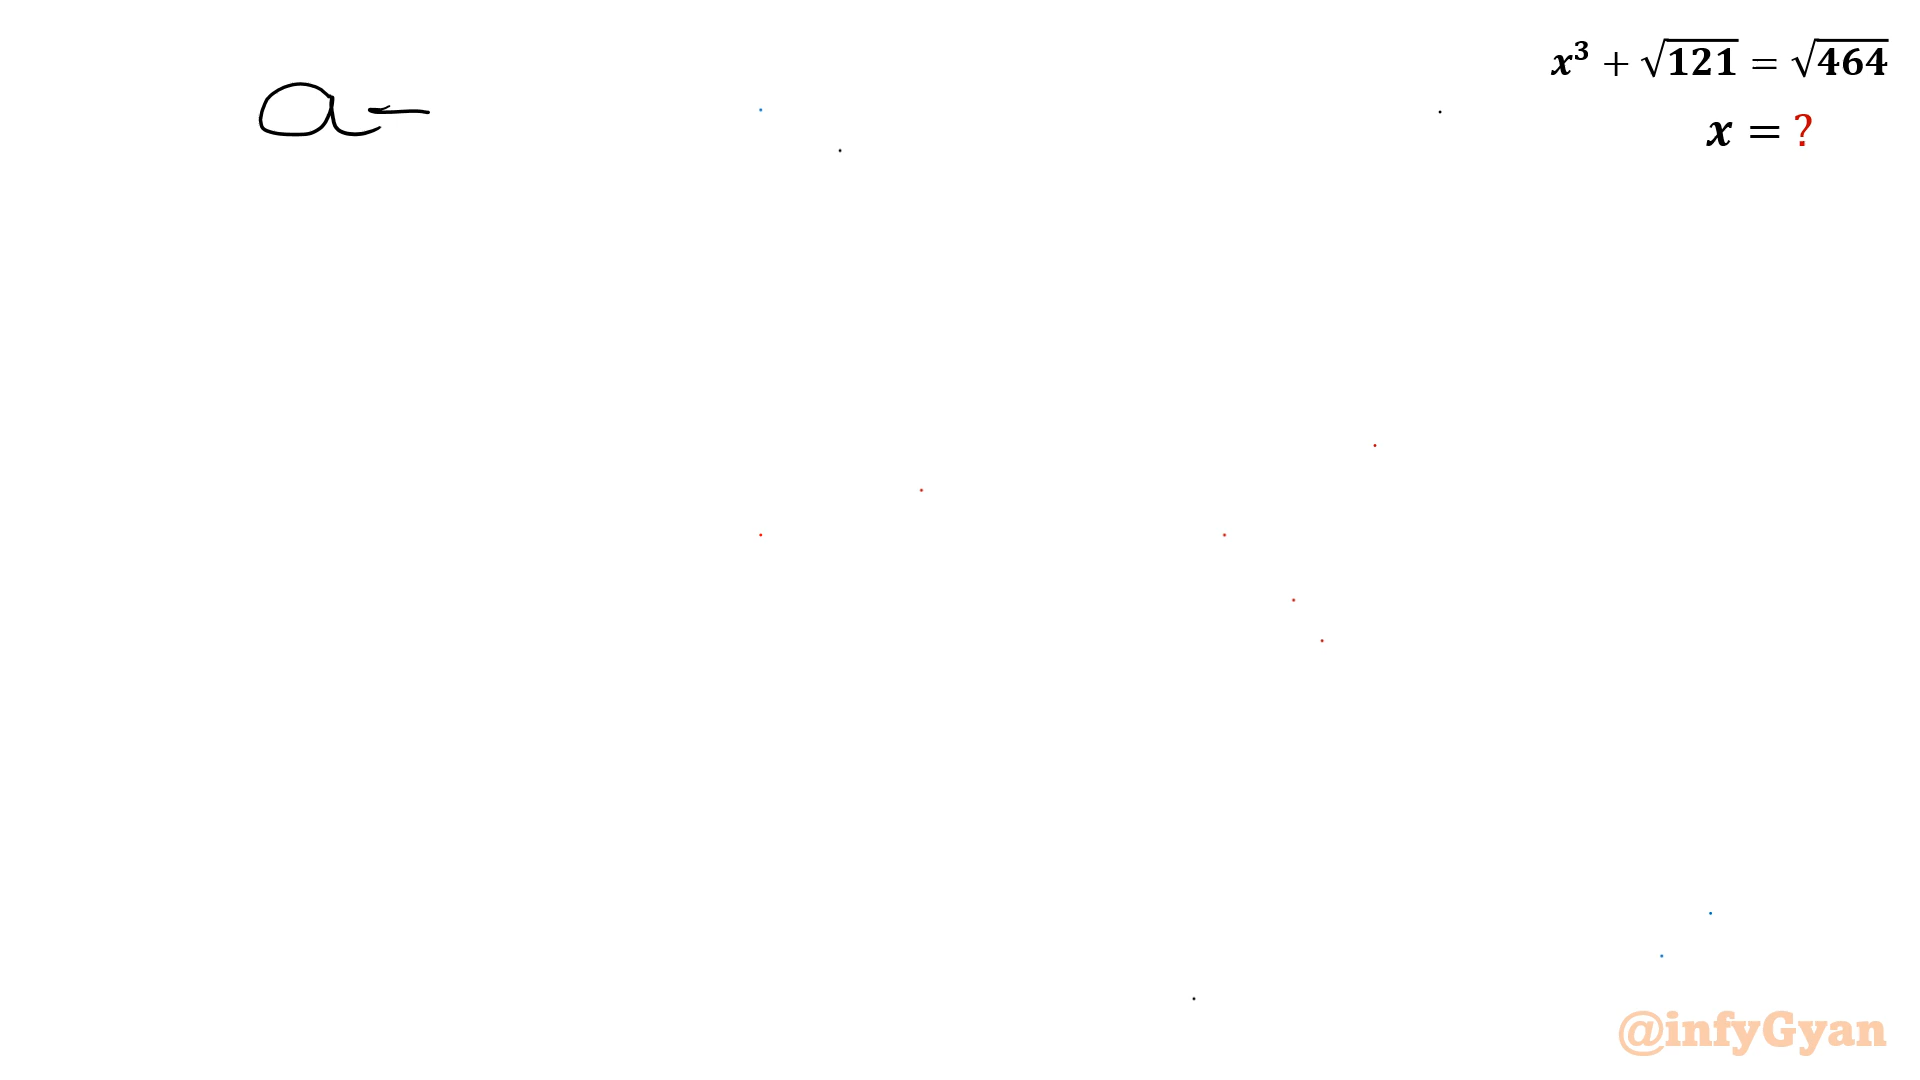 x³ + √121 = √464
x = ?
a =
@infyGyan